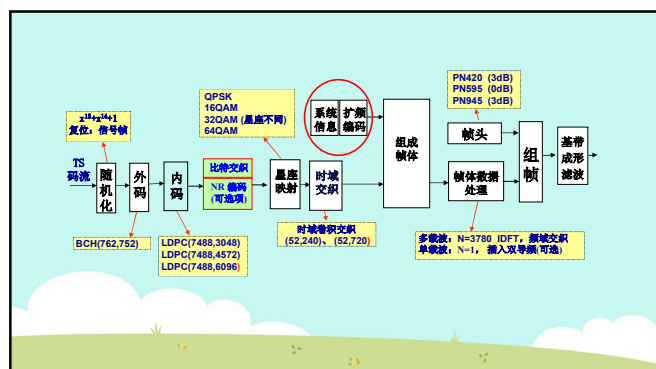 QPSK
16QAM
32QAM (星座不同)
64QAM
PN420 (3dB)
PN595 (0dB)
PN945 (3dB)
x¹⁵+x¹⁴+1
复位：信号帧
系统
信息
扩频
编码
组成
帧体
帧头
TS
码流
随机化
外码
内码
比特交织
NR 编码
(可选项)
星座
映射
时域
交织
帧体数据
处理
组帧
基带
成形
滤波
BCH(762,752)
LDPC(7488,3048)
LDPC(7488,4572)
LDPC(7488,6096)
时域卷积交织
(52,240)、 (52,720)
多载波：N=3780 IDFT，频域交织
单载波：N=1，插入双导频(可选)